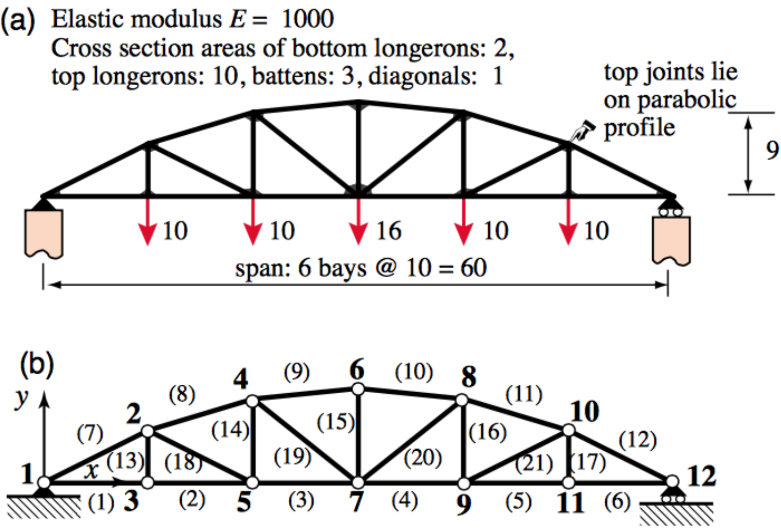 (a) Elastic modulus E = 1000
Cross section areas of bottom longerons: 2,
top longerons: 10, battens: 3, diagonals: 1
top joints lie
on parabolic
profile
9
10 10 16 10 10
span: 6 bays @ 10 = 60
(b)
y
4 (9) 6 (10) 8
(8) (11)
2 10
(7) (14) (15) (16) (12)
1 x (13) (18) (19) (20) (21) (17) 12
(1) 3 (2) 5 (3) 7 (4) 9 (5) 11 (6)